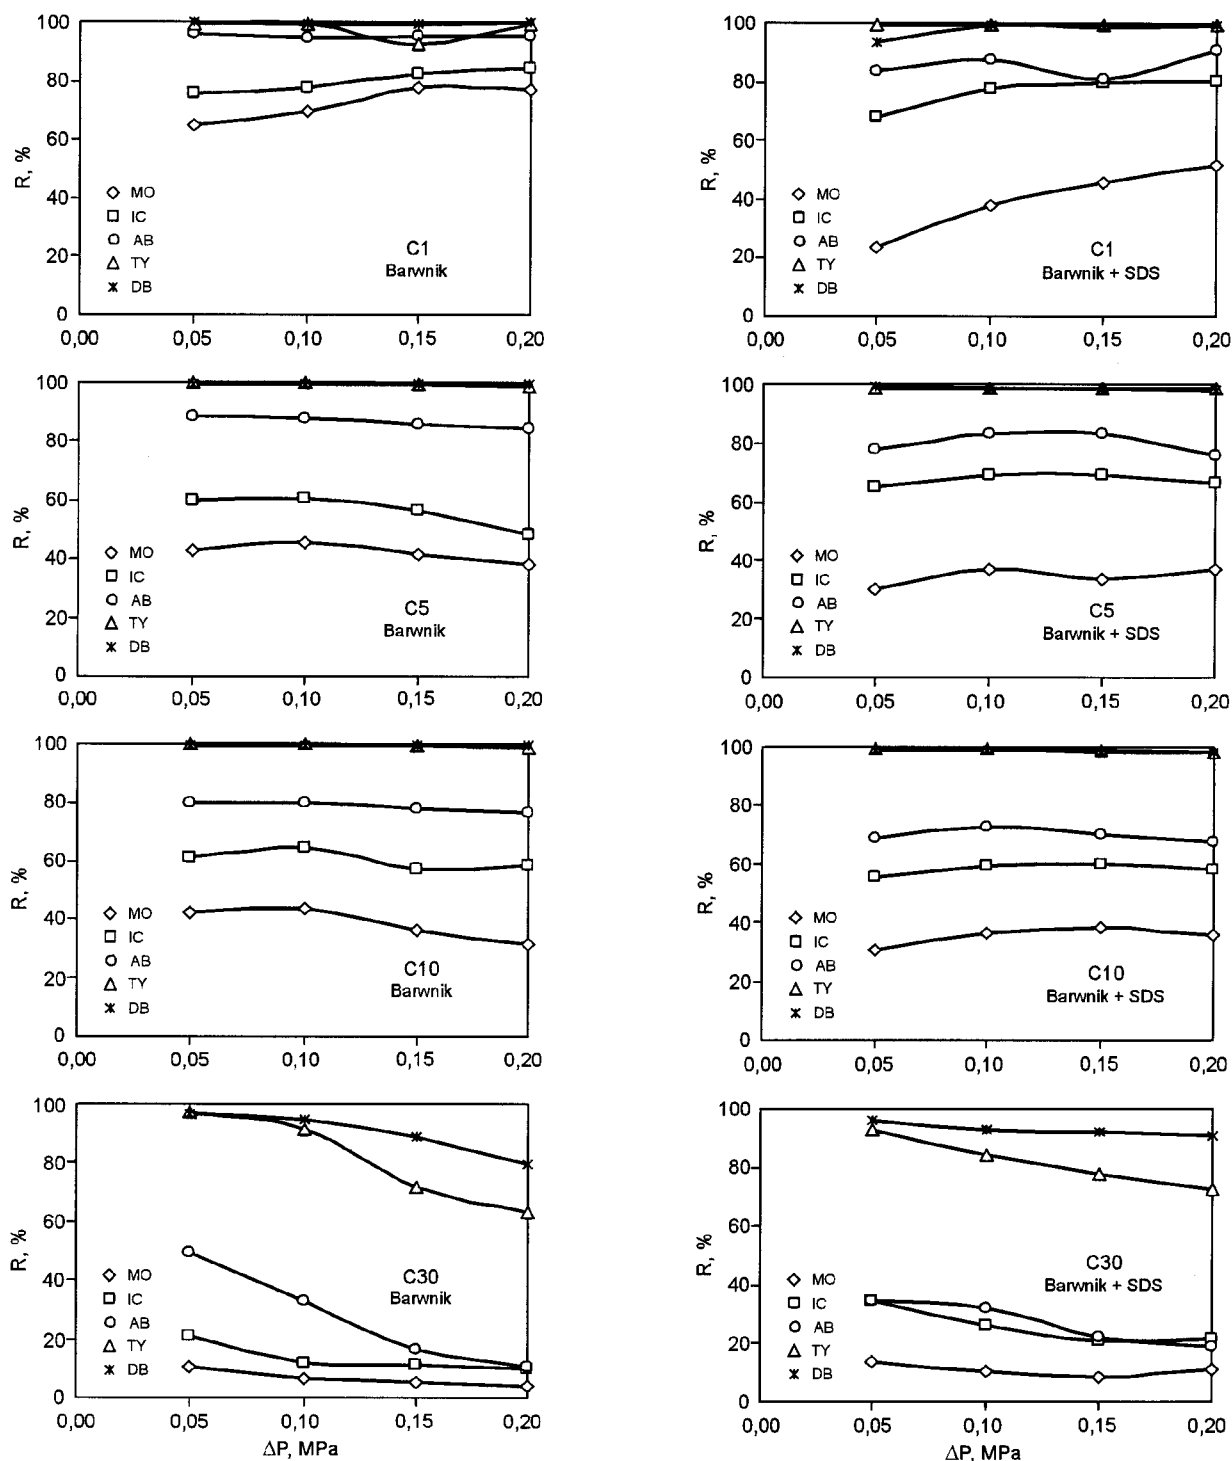 100
80
60
40
20
0
R, %
MO
IC
AB
TY
DB
C1
Barwnik
0,00 0,05 0,10 0,15 0,20
100
80
60
40
20
0
R, %
MO
IC
AB
TY
DB
C1
Barwnik + SDS
0,00 0,05 0,10 0,15 0,20
100
80
60
40
20
0
R, %
MO
IC
AB
TY
DB
C5
Barwnik
0,00 0,05 0,10 0,15 0,20
100
80
60
40
20
0
R, %
MO
IC
AB
TY
DB
C5
Barwnik + SDS
0,00 0,05 0,10 0,15 0,20
100
80
60
40
20
0
R, %
MO
IC
AB
TY
DB
C10
Barwnik
0,00 0,05 0,10 0,15 0,20
100
80
60
40
20
0
R, %
MO
IC
AB
TY
DB
C10
Barwnik + SDS
0,00 0,05 0,10 0,15 0,20
100
80
60
40
20
0
R, %
MO
IC
AB
TY
DB
C30
Barwnik
0,00 0,05 0,10 0,15 0,20
ΔP, MPa
100
80
60
40
20
0
R, %
MO
IC
AB
TY
DB
C30
Barwnik + SDS
0,00 0,05 0,10 0,15 0,20
ΔP, MPa